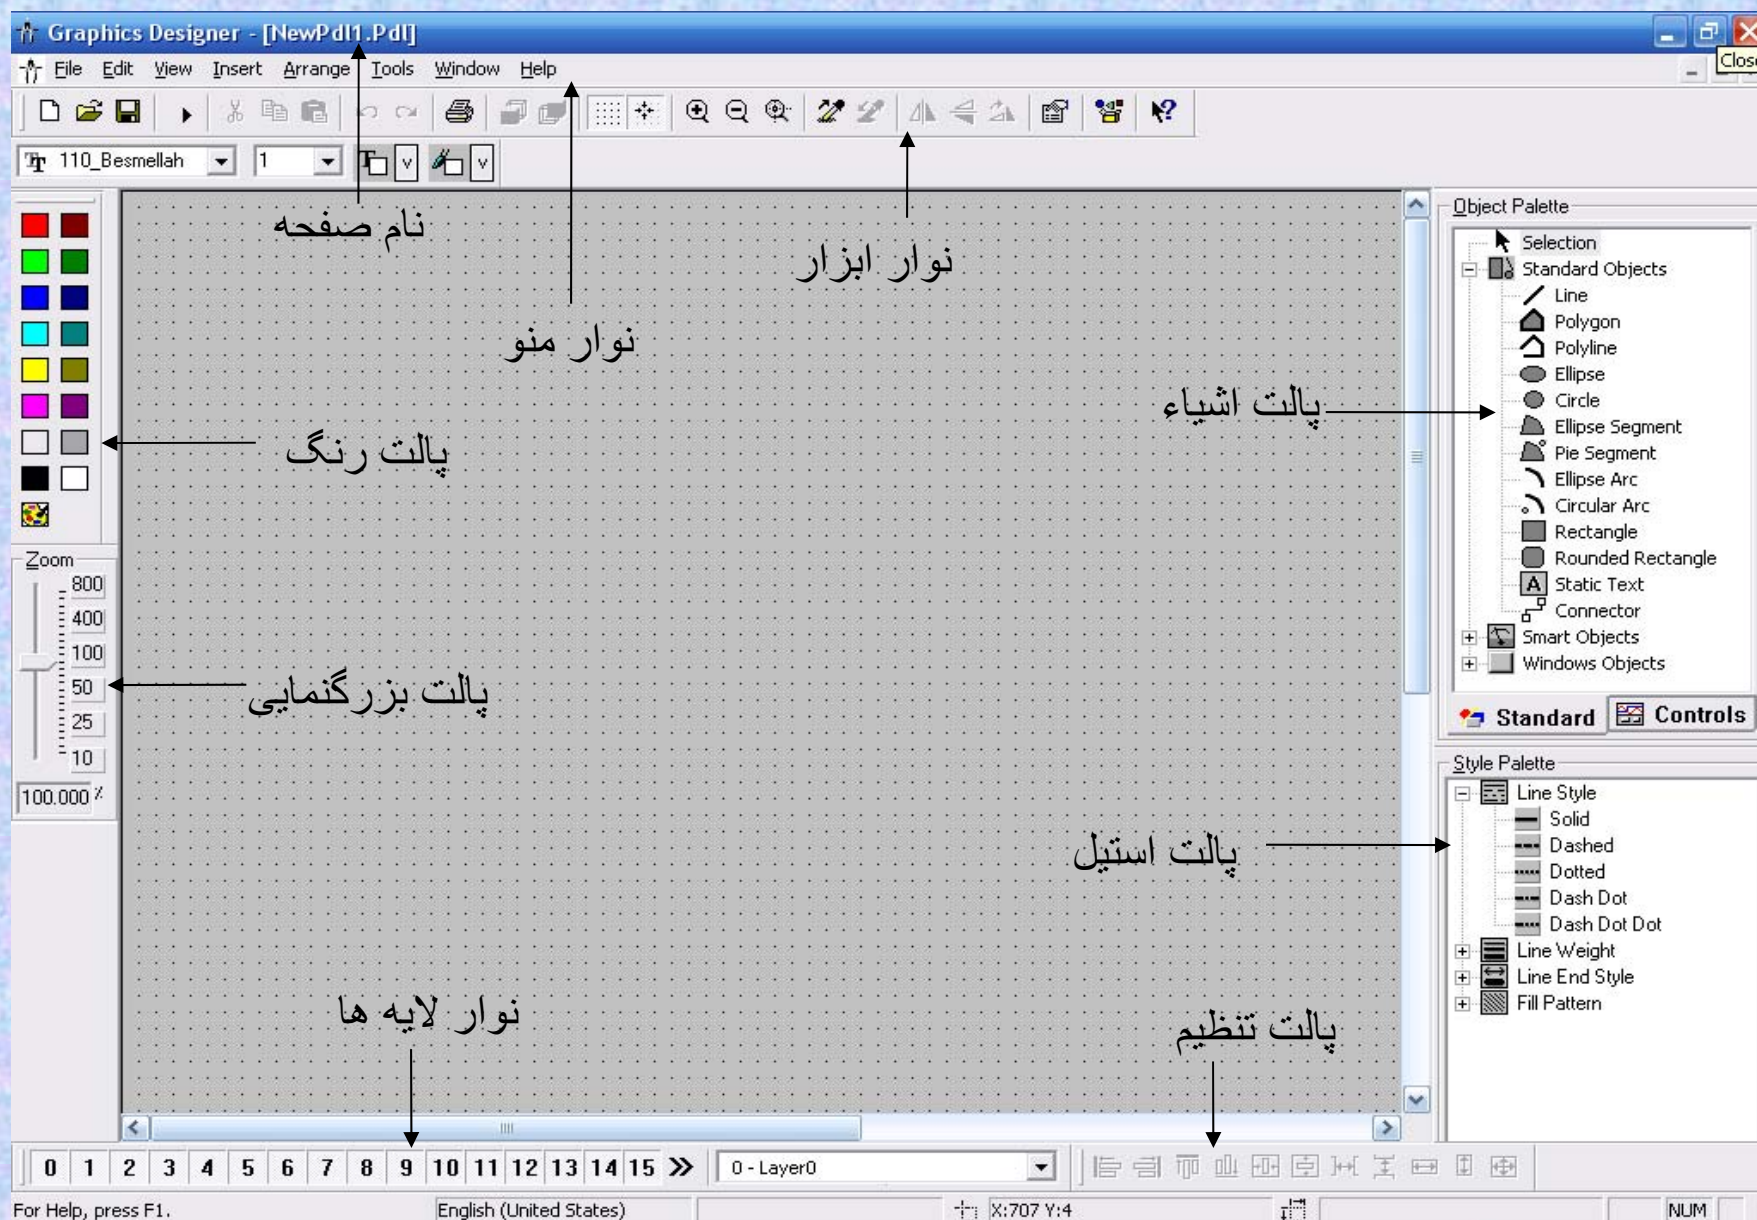 Graphics Designer - [NewPdl1.Pdl]
Close
File Edit View Insert Arrange Tools Window Help
110_Besmellah 1
نام صفحه
نوار ابزار
نوار منو
پالت رنگ
پالت اشیاء
Object Palette
Selection
Standard Objects
Line
Polygon
Polyline
Ellipse
Circle
Ellipse Segment
Pie Segment
Ellipse Arc
Circular Arc
Rectangle
Rounded Rectangle
Static Text
Connector
Smart Objects
Windows Objects
Standard Controls
Zoom
800
400
100
50
25
10
100.000 %
پالت بزرگنمایی
Style Palette
Line Style
Solid
Dashed
Dotted
Dash Dot
Dash Dot Dot
Line Weight
Line End Style
Fill Pattern
پالت استیل
نوار لایه ها
پالت تنظیم
0 1 2 3 4 5 6 7 8 9 10 11 12 13 14 15 0 - Layer0
For Help, press F1. English (United States) X:707 Y:4 NUM